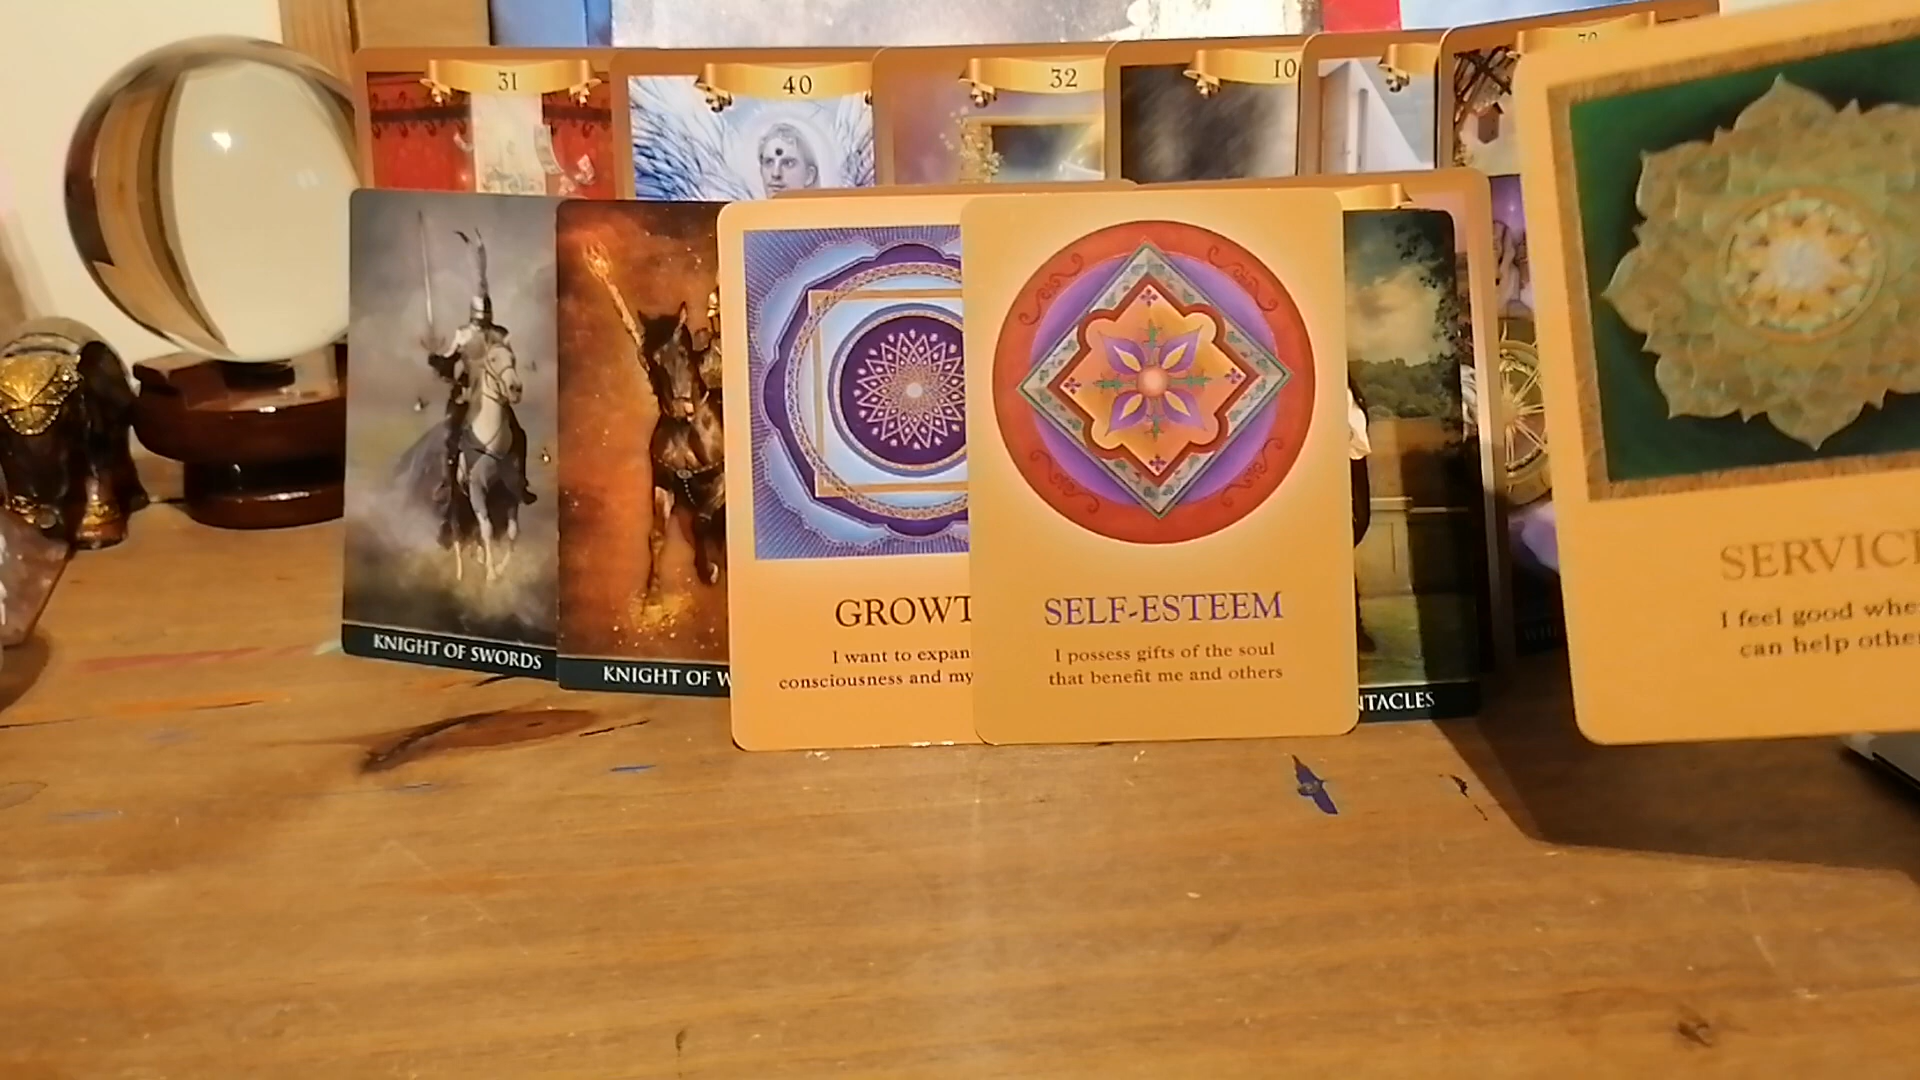 31
40
32
10
KNIGHT OF SWORDS
KNIGHT OF W
GROWT
I want to expan
consciousness and my
SELF-ESTEEM
I possess gifts of the soul
that benefit me and others
NTACLES
SERVIC
I feel good whe
can help othe